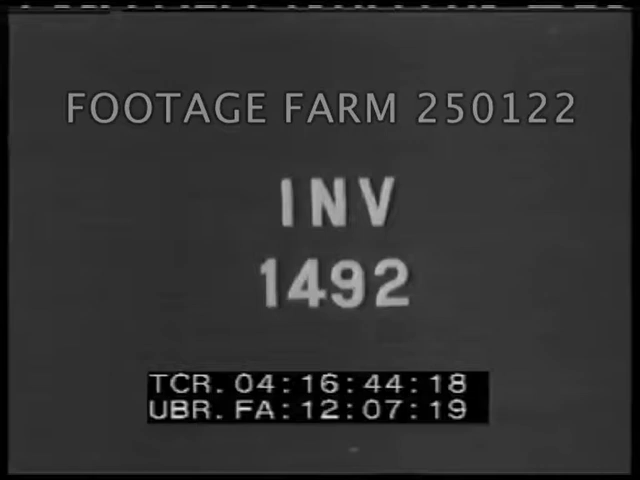 FOOTAGE FARM 250122
INV
1492
TCR. 04:16:44:18
UBR. FA:12:07:19